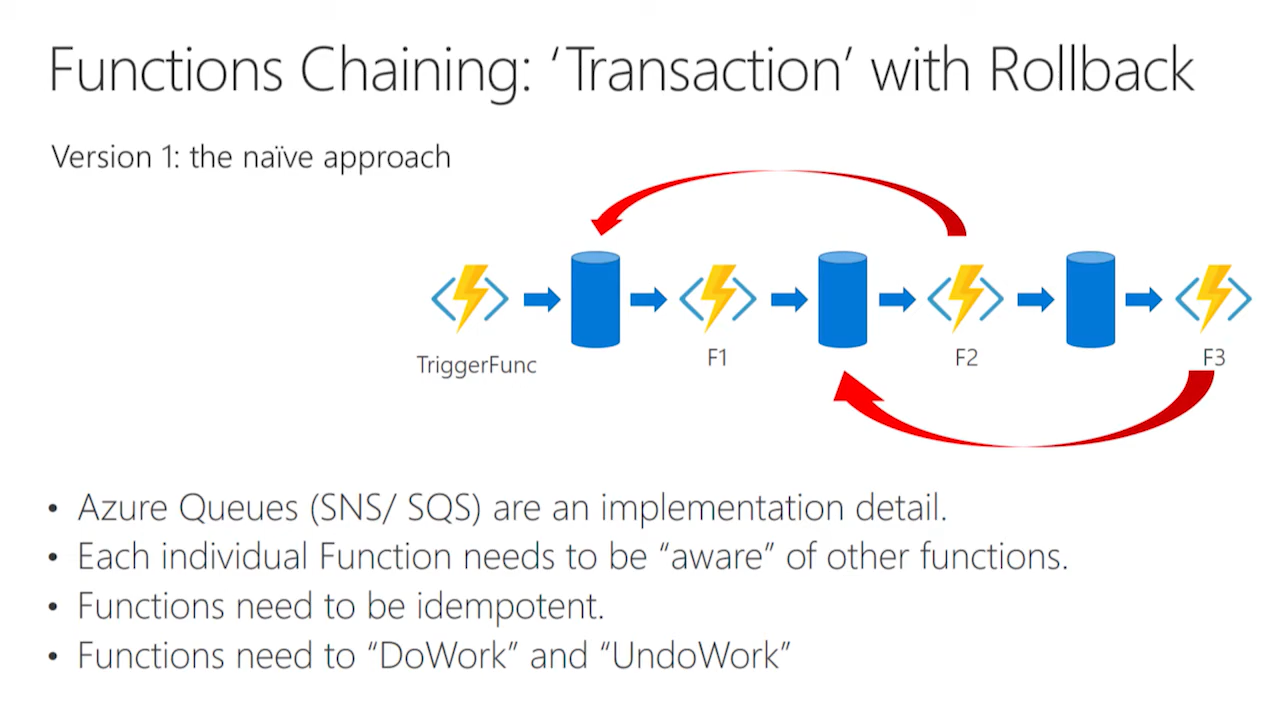 Functions Chaining: ‘Transaction’ with Rollback
Version 1: the naïve approach
TriggerFunc
F1
F2
F3
• Azure Queues (SNS/ SQS) are an implementation detail.
• Each individual Function needs to be “aware” of other functions.
• Functions need to be idempotent.
• Functions need to “DoWork” and “UndoWork”